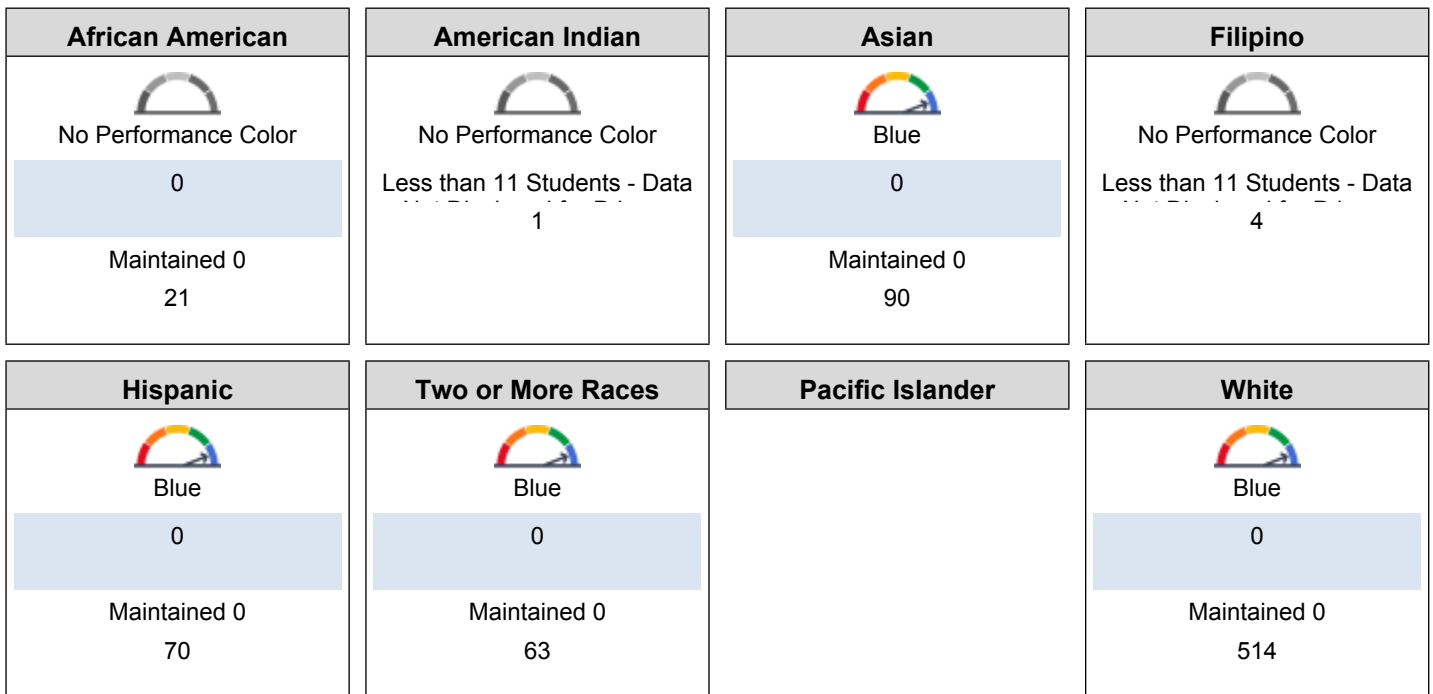 African American
No Performance Color
0
Maintained 0
21
American Indian
No Performance Color
Less than 11 Students - Data
1
Asian
Blue
0
Maintained 0
90
Filipino
No Performance Color
Less than 11 Students - Data
4
Hispanic
Blue
0
Maintained 0
70
Two or More Races
Blue
0
Maintained 0
63
Pacific Islander
White
Blue
0
Maintained 0
514